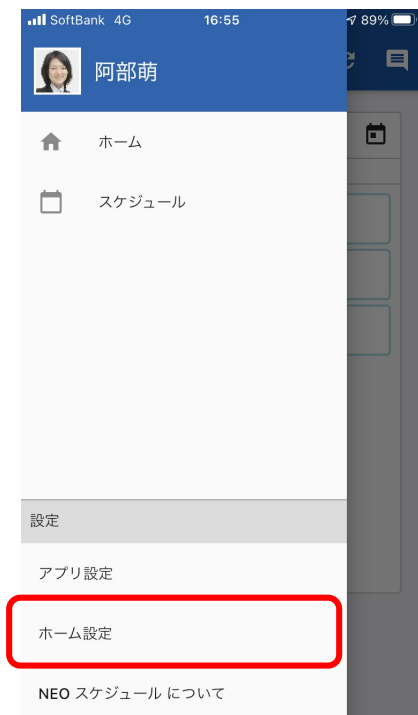 SoftBank 4G 16:55 89%
阿部萌
ホーム
スケジュール
設定
アプリ設定
ホーム設定
NEO スケジュール について